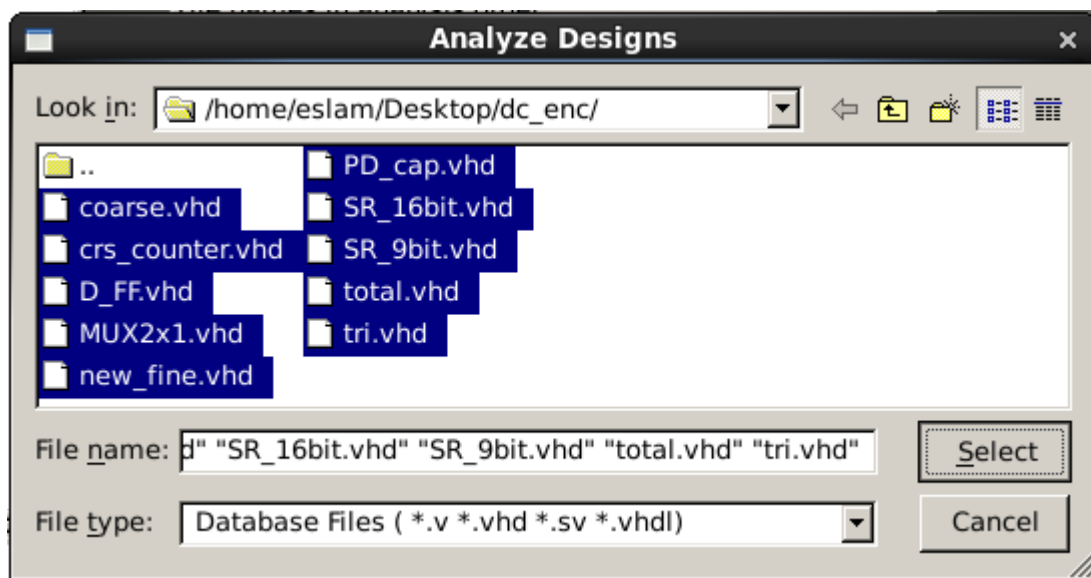 Analyze Designs
Look in: /home/eslam/Desktop/dc_enc/
..
coarse.vhd
crs_counter.vhd
D_FF.vhd
MUX2x1.vhd
new_fine.vhd
PD_cap.vhd
SR_16bit.vhd
SR_9bit.vhd
total.vhd
tri.vhd
File name: d" "SR_16bit.vhd" "SR_9bit.vhd" "total.vhd" "tri.vhd" Select
File type: Database Files ( *.v *.vhd *.sv *.vhdl) Cancel